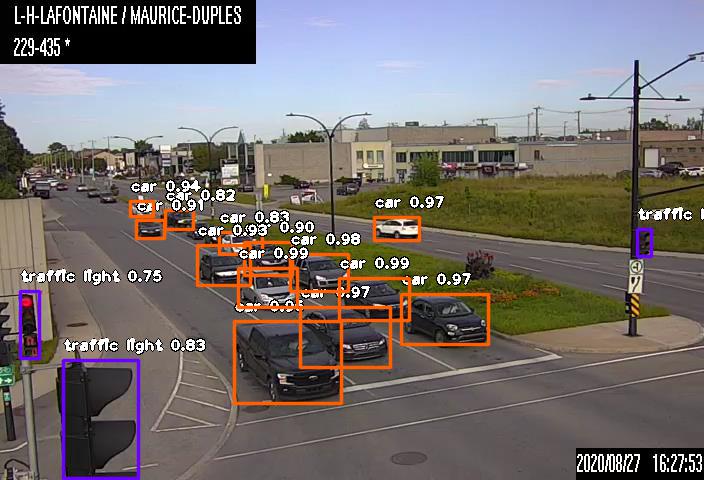 L-H-LAFONTAINE / MAURICE-DUPLES
229-435 *
car 0.94
car 0.82
car 0.91
car 0.97
car 0.83
car 0.90
car 0.93
car 0.98
car 0.99
car 0.99
car 0.97
0.97
traffic l
traffic light 0.75
traffic light 0.83
2020/08/27 16:27:53